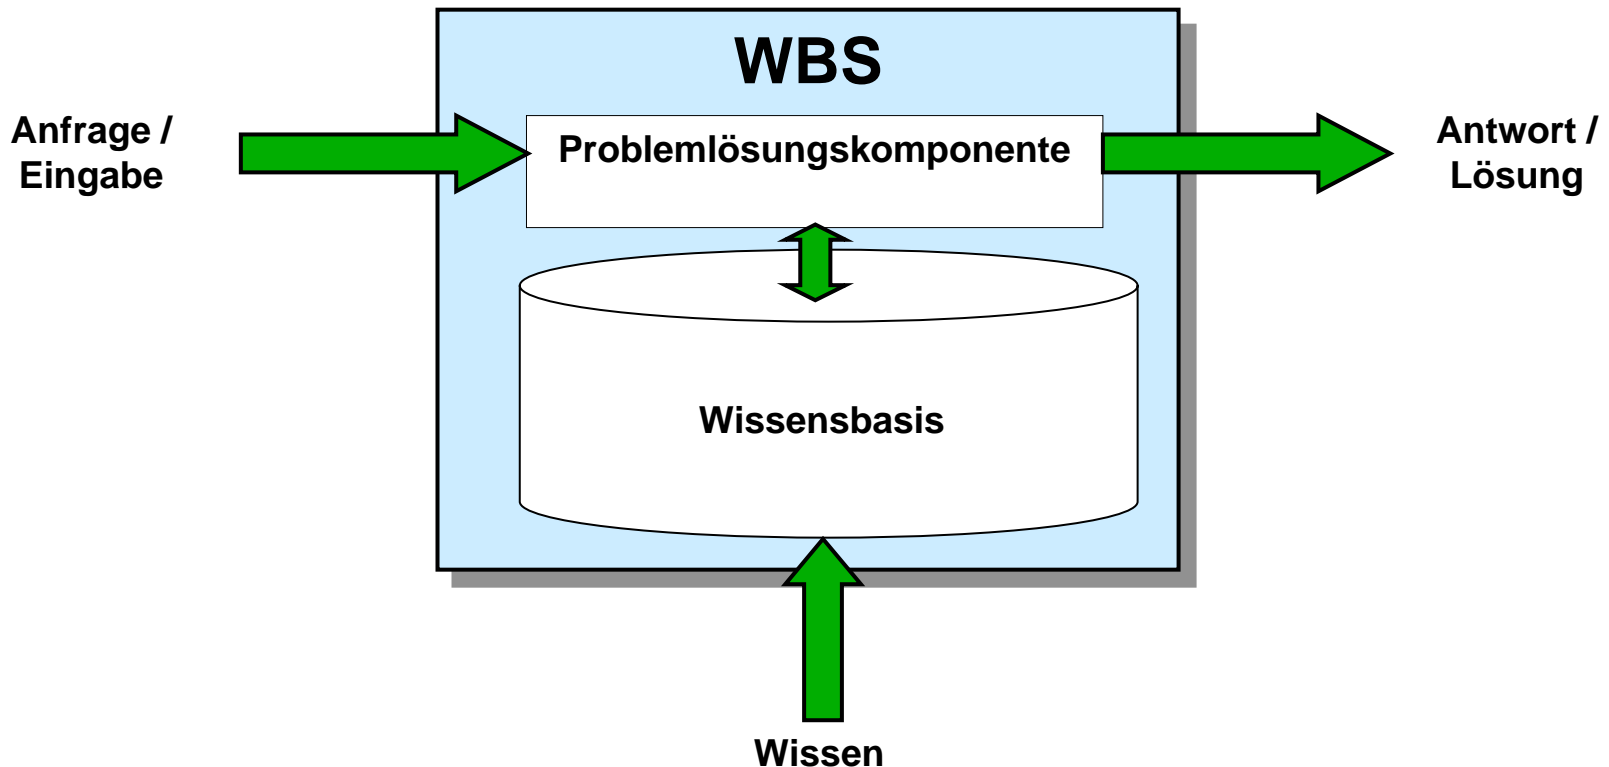 WBS
Anfrage /
Eingabe
Problemlösungskomponente
Antwort /
Lösung
Wissensbasis
Wissen